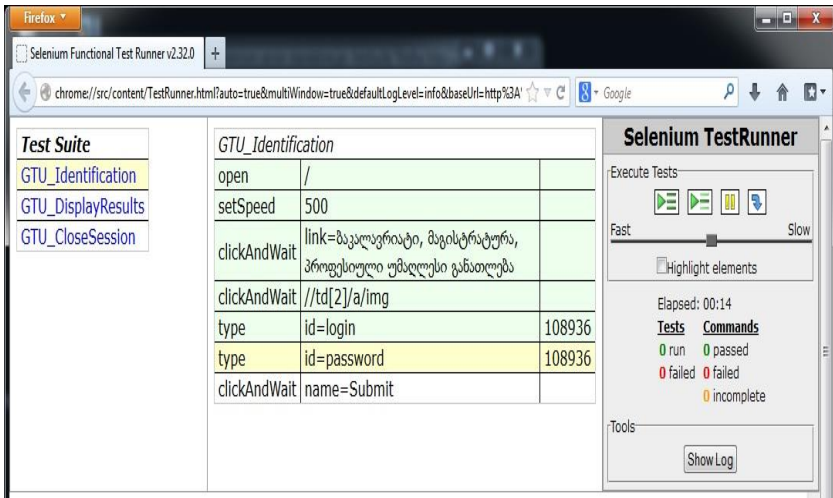 Firefox
Selenium Functional Test Runner v2.32.0
chrome://src/content/TestRunner.html?auto=true&multiWindow=true&defaultLogLevel=info&baseUrl=http%3A'
Google
Test Suite
GTU_Identification
GTU_DisplayResults
GTU_CloseSession
GTU_Identification
open /
setSpeed 500
clickAndWait link=ბაკალავრიატი, მაგისტრატურა,
პროფესიული უმაღლესი განათლება
clickAndWait //td[2]/a/img
type id=login 108936
type id=password 108936
clickAndWait name=Submit
Selenium TestRunner
Execute Tests
Fast Slow
Highlight elements
Elapsed: 00:14
Tests Commands
0 run 0 passed
0 failed 0 failed
0 incomplete
Tools
Show Log